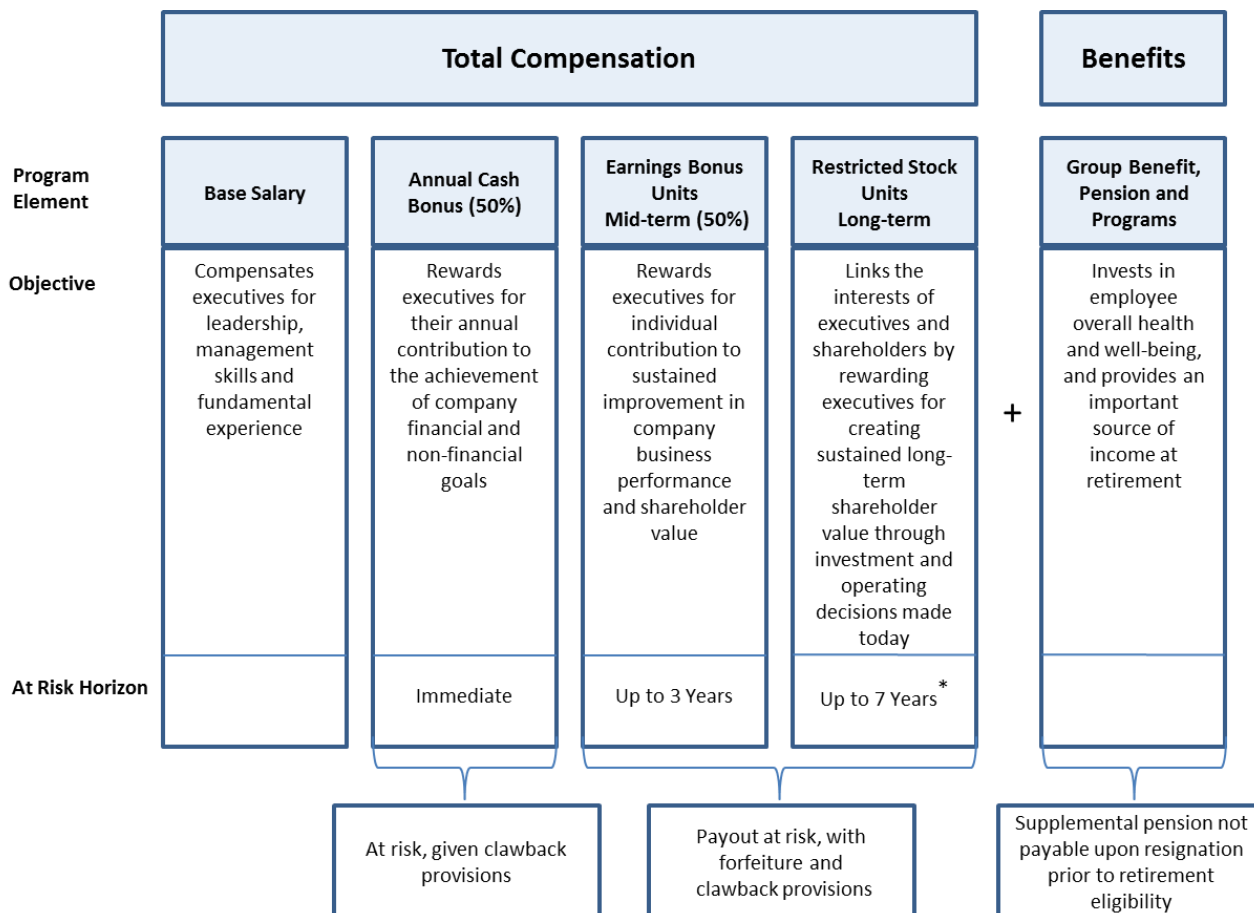 Total Compensation
Benefits
Program
Element
Base Salary
Annual Cash
Bonus (50%)
Earnings Bonus
Units
Mid-term (50%)
Restricted Stock
Units
Long-term
Group Benefit,
Pension and
Programs
Objective
Compensates
executives for
leadership,
management
skills and
fundamental
experience
Rewards
executives for
their annual
contribution to
the achievement
of company
financial and
non-financial
goals
Rewards
executives for
individual
contribution to
sustained
improvement in
company
business
performance
and shareholder
value
Links the
interests of
executives and
shareholders by
rewarding
executives for
creating
sustained long-
term
shareholder
value through
investment and
operating
decisions made
today
+
Invests in
employee
overall health
and well-being,
and provides an
important
source of
income at
retirement
At Risk Horizon
Immediate
Up to 3 Years
Up to 7 Years*
At risk, given clawback
provisions
Payout at risk, with
forfeiture and
clawback provisions
Supplemental pension not
payable upon resignation
prior to retirement
eligibility